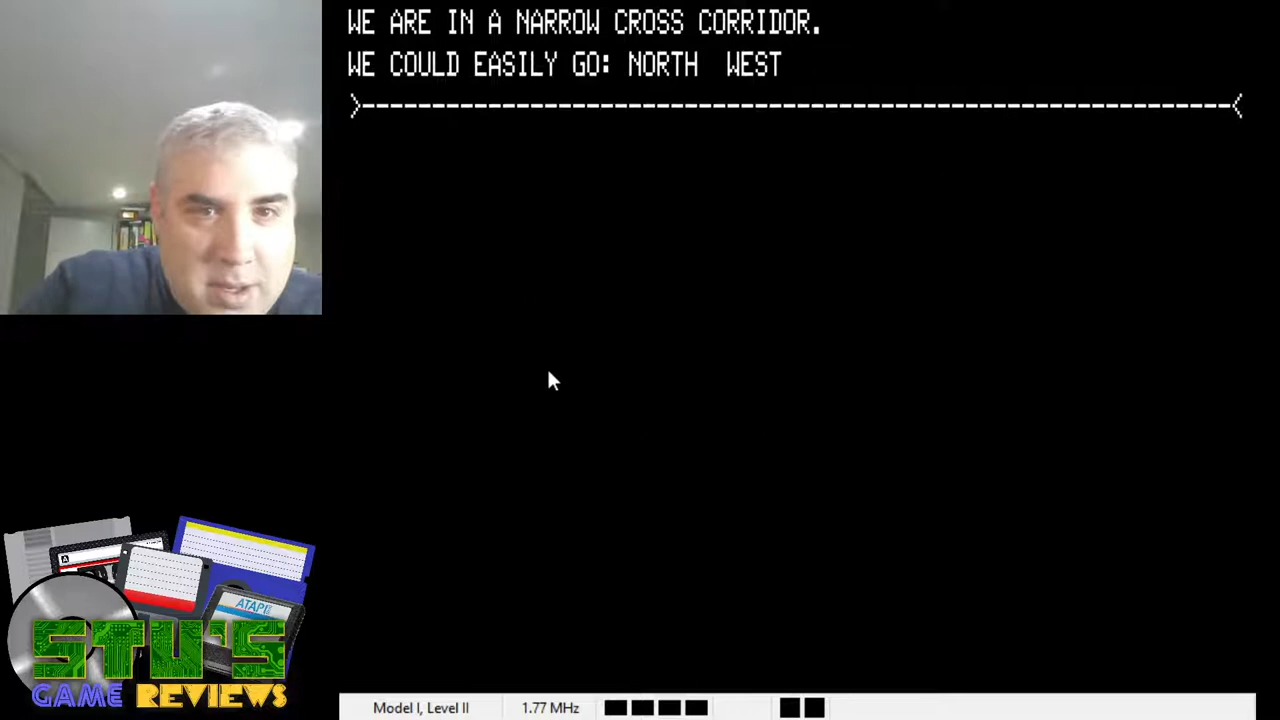 WE ARE IN A NARROW CROSS CORRIDOR.
WE COULD EASILY GO: NORTH  WEST
>--------------------------------------------------------------<
A
ATAPI
STU'S
GAME REVIEWS
Model I, Level II
1.77 MHz